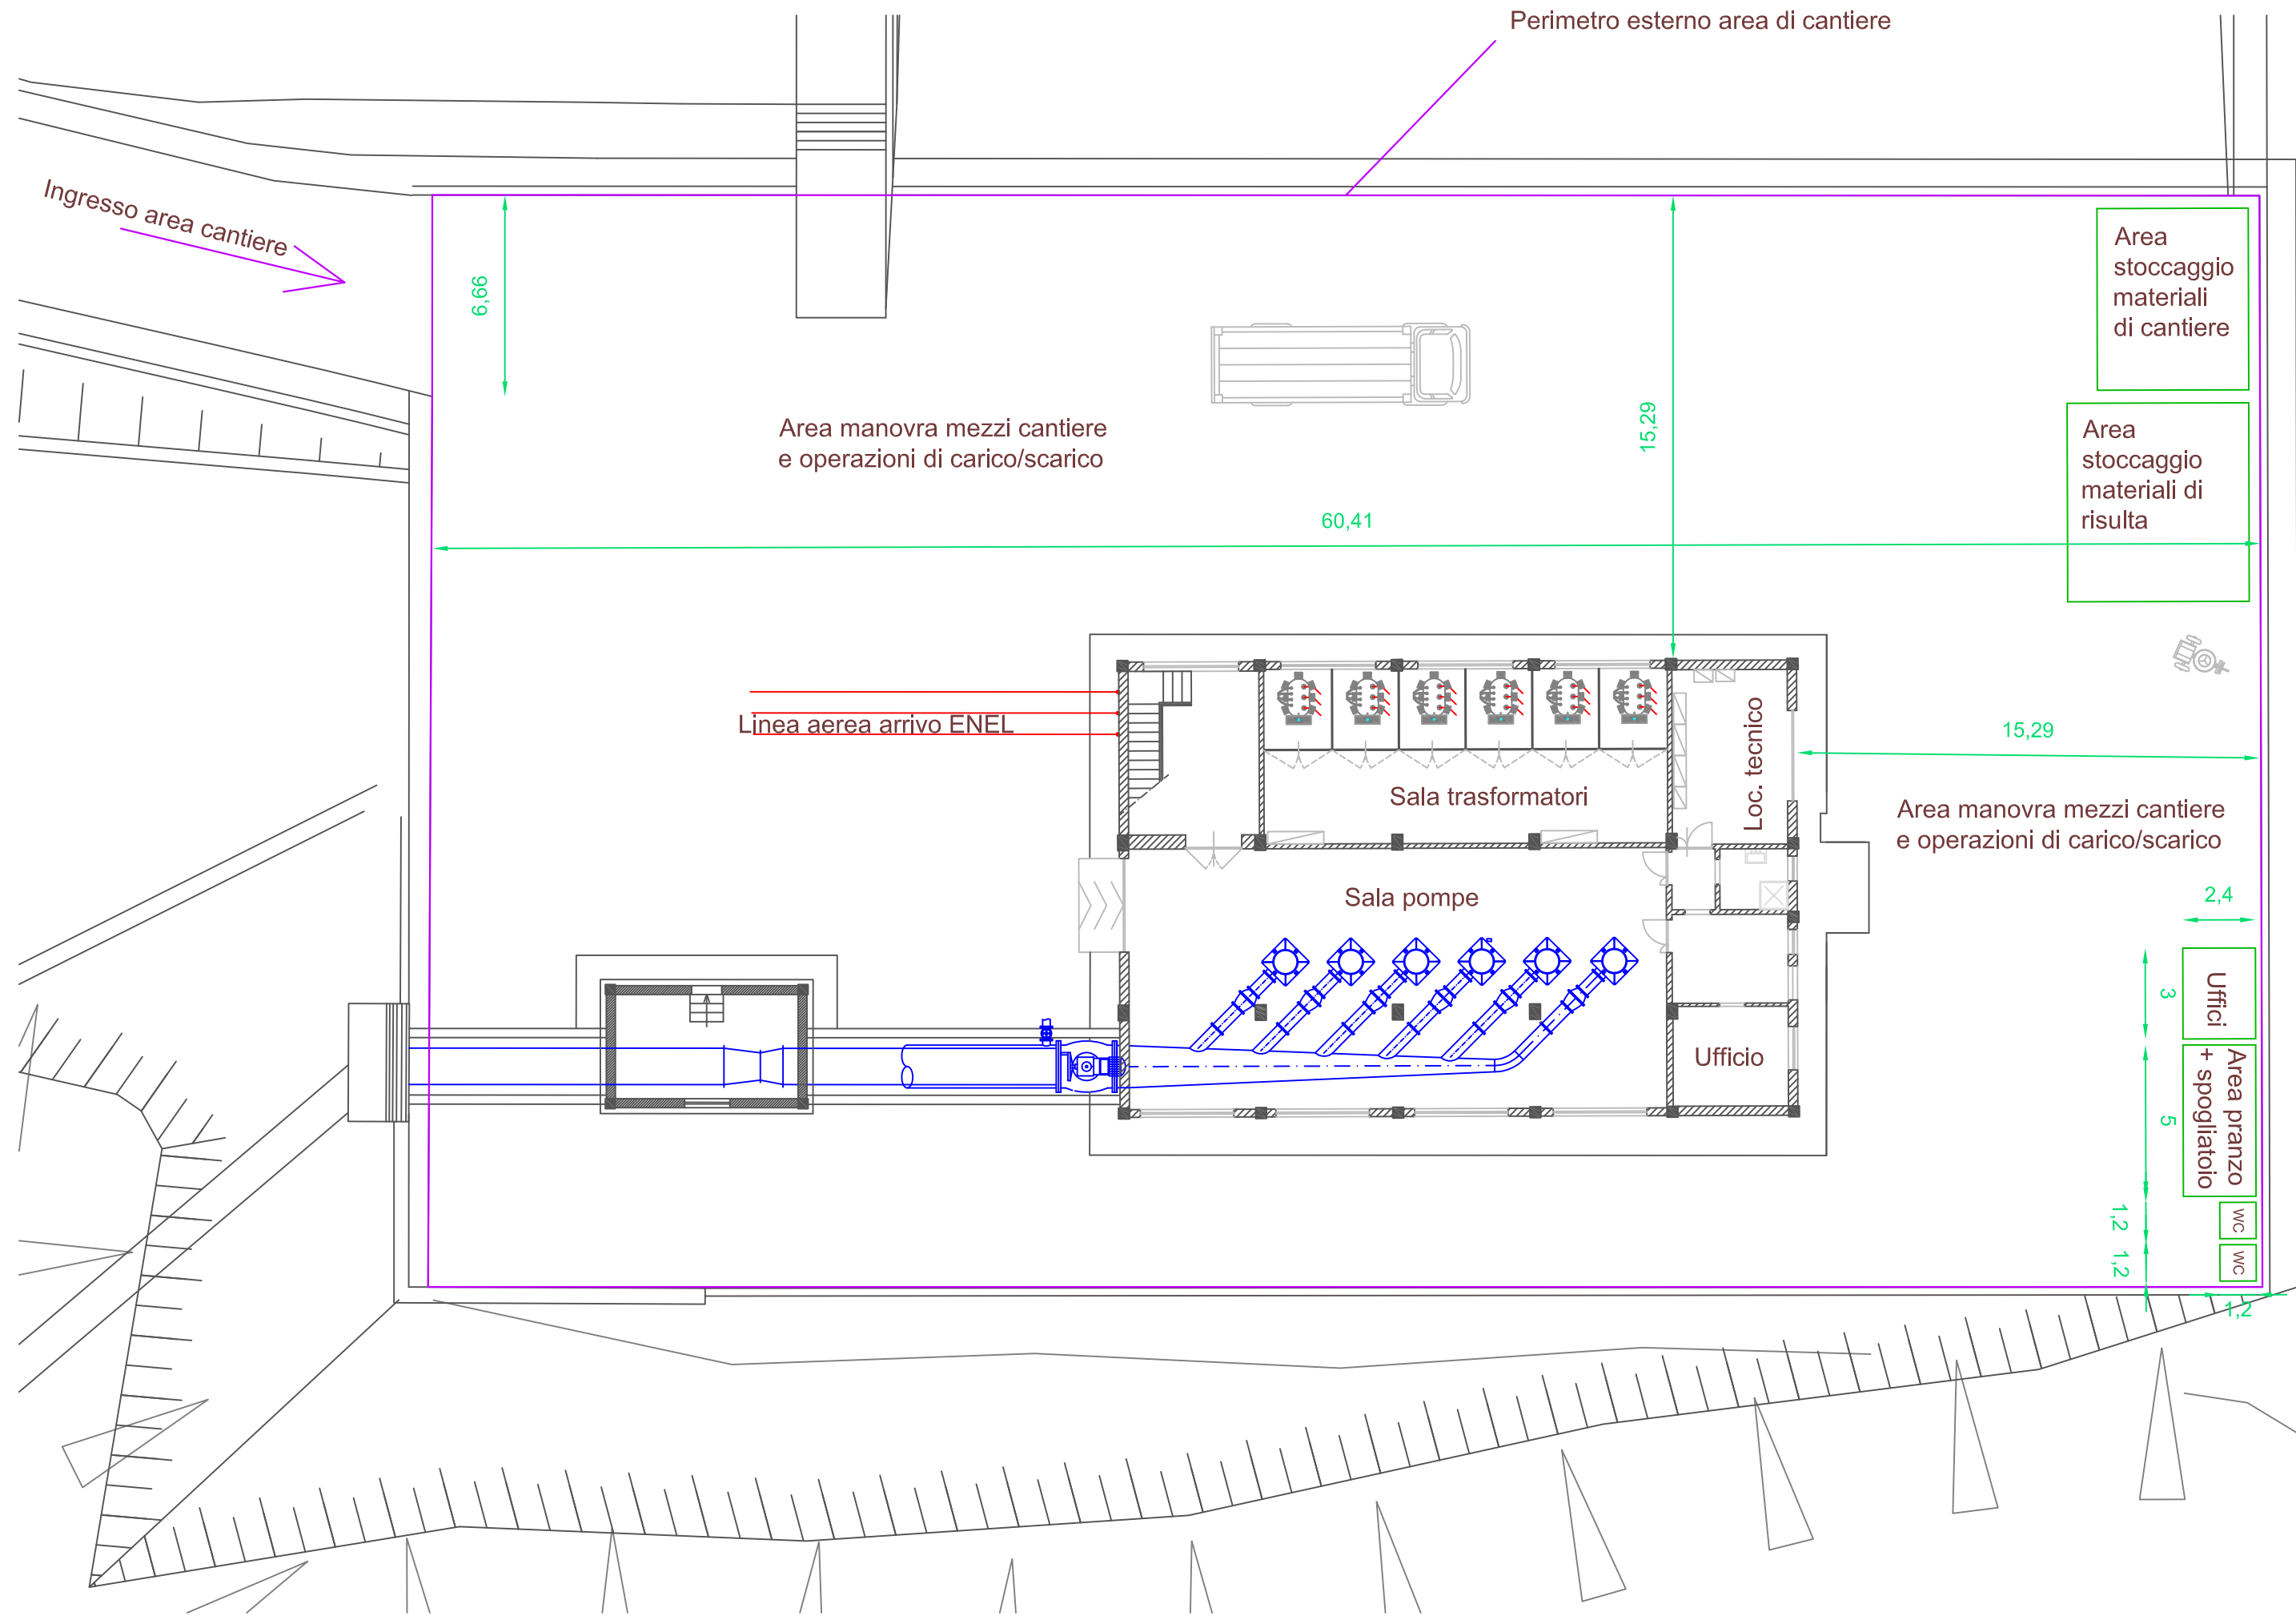 Perimetro esterno area di cantiere
Ingresso area cantiere
6,66
Area
stoccaggio
materiali
di cantiere
15,29
Area manovra mezzi cantiere
e operazioni di carico/scarico
Area
stoccaggio
materiali di
risulta
60,41
Linea aerea arrivo ENEL
Sala trasformatori
Loc. tecnico
15,29
Area manovra mezzi cantiere
e operazioni di carico/scarico
Sala pompe
2,4
3
Uffici
Ufficio
5
Area pranzo
+ spogliatoio
1,2
WC
1,2
WC
1,2